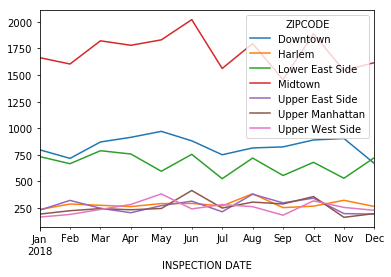 2000
1750
1500
1250
1000
750
500
250
ZIPCODE
Downtown
Harlem
Lower East Side
Midtown
Upper East Side
Upper Manhattan
Upper West Side
Jan Feb Mar Apr May Jun Jul Aug Sep Oct Nov Dec
2018
INSPECTION DATE